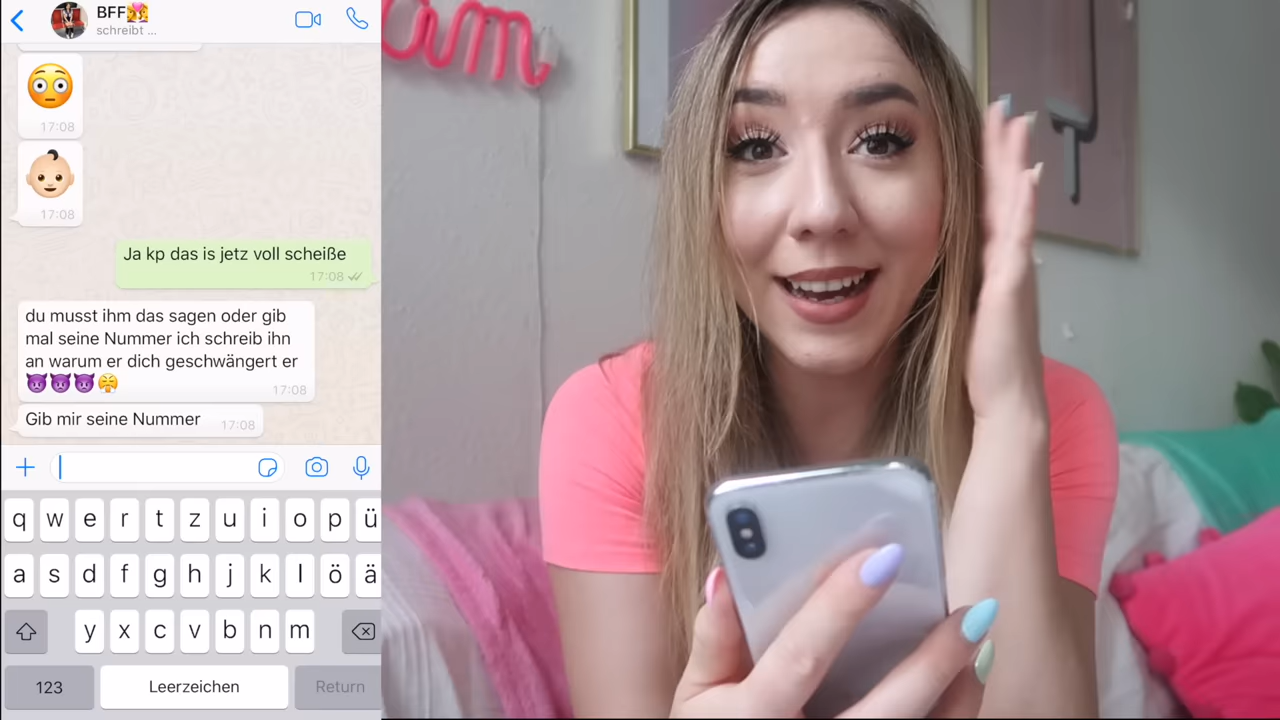 BFF👩‍❤️‍💋‍👩
schreibt ...
😳
17:08
👶🏻
17:08
Ja kp das is jetz voll scheiße
17:08
du musst ihm das sagen oder gib
mal seine Nummer ich schreib ihn
an warum er dich geschwängert er
😈😈😈😤
17:08
Gib mir seine Nummer
17:08
q w e r t z u i o p ü
a s d f g h j k l ö ä
y x c v b n m
123
Leerzeichen
Return